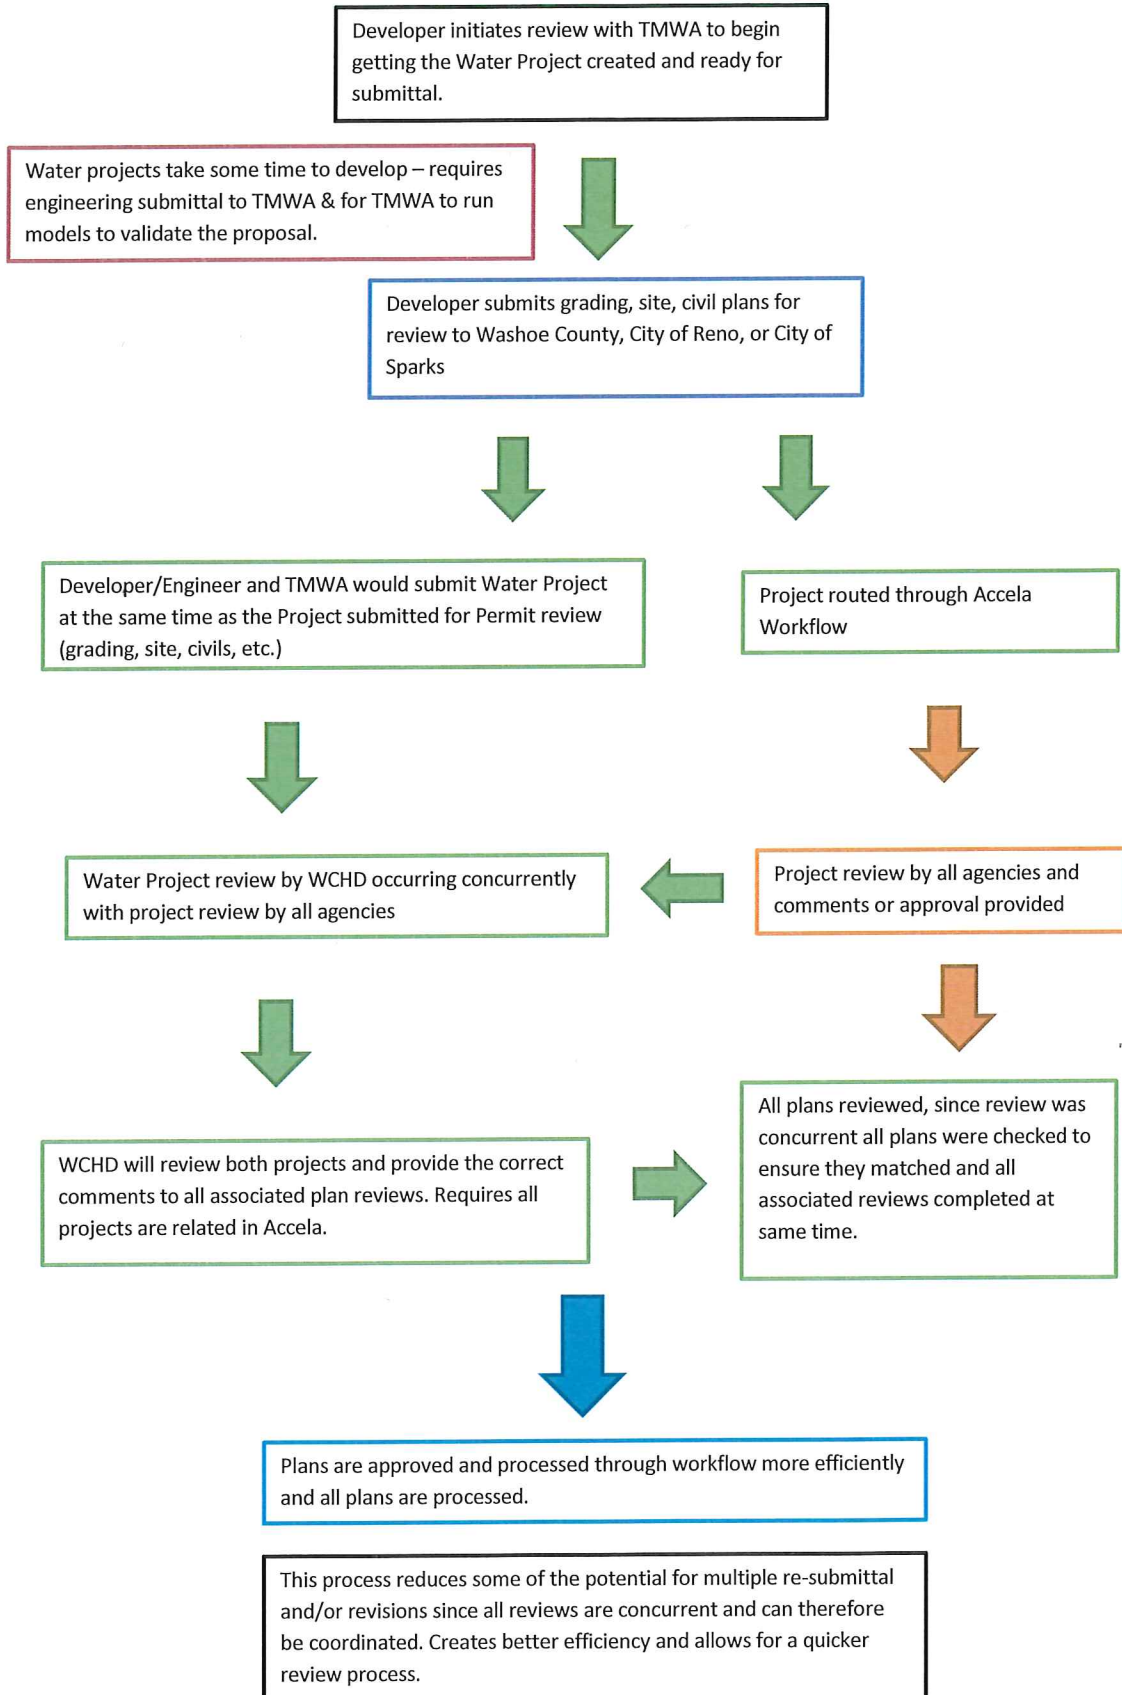 Developer initiates review with TMWA to begin
getting the Water Project created and ready for
submittal.
Water projects take some time to develop – requires
engineering submittal to TMWA & for TMWA to run
models to validate the proposal.
Developer submits grading, site, civil plans for
review to Washoe County, City of Reno, or City of
Sparks
Developer/Engineer and TMWA would submit Water Project
at the same time as the Project submitted for Permit review
(grading, site, civils, etc.)
Project routed through Accela
Workflow
Water Project review by WCHD occurring concurrently
with project review by all agencies
Project review by all agencies and
comments or approval provided
WCHD will review both projects and provide the correct
comments to all associated plan reviews. Requires all
projects are related in Accela.
All plans reviewed, since review was
concurrent all plans were checked to
ensure they matched and all
associated reviews completed at
same time.
Plans are approved and processed through workflow more efficiently
and all plans are processed.
This process reduces some of the potential for multiple re-submittal
and/or revisions since all reviews are concurrent and can therefore
be coordinated. Creates better efficiency and allows for a quicker
review process.